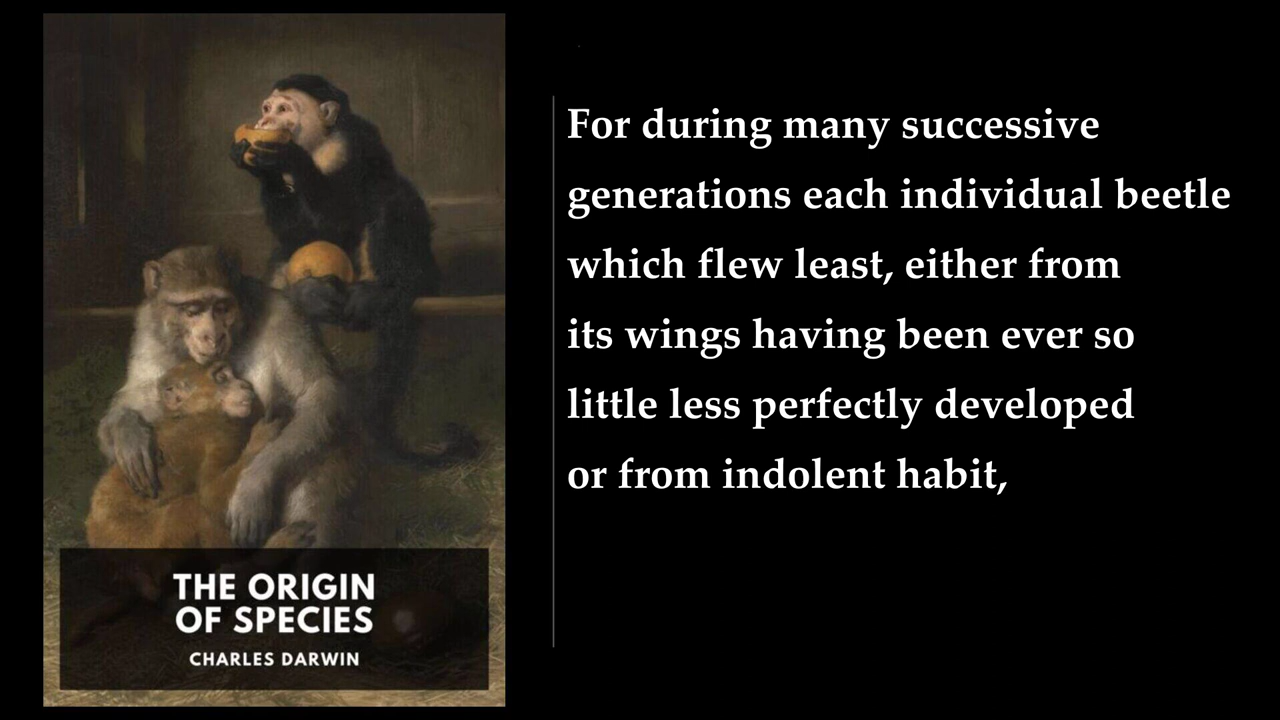 For during many successive
generations each individual beetle
which flew least, either from
its wings having been ever so
little less perfectly developed
or from indolent habit,
THE ORIGIN
OF SPECIES
CHARLES DARWIN